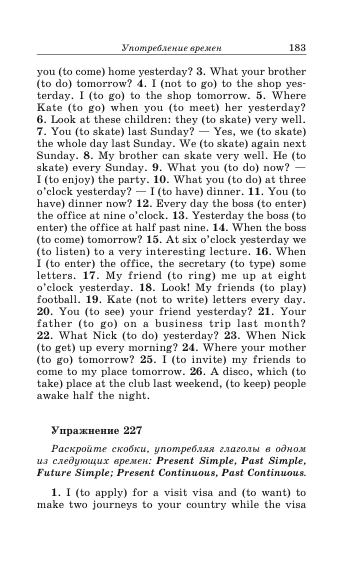 Употребление времен 183
you (to come) home yesterday? 3. What your brother
(to do) tomorrow? 4. I (not to go) to the shop yes-
terday. I (to go) to the shop tomorrow. 5. Where
Kate (to go) when you (to meet) her yesterday?
6. Look at these children: they (to skate) very well.
7. You (to skate) last Sunday? — Yes, we (to skate)
the whole day last Sunday. We (to skate) again next
Sunday. 8. My brother can skate very well. He (to
skate) every Sunday. 9. What you (to do) now? —
I (to enjoy) the party. 10. What you (to do) at three
o'clock yesterday? — I (to have) dinner. 11. You (to
have) dinner now? 12. Every day the boss (to enter)
the office at nine o'clock. 13. Yesterday the boss (to
enter) the office at half past nine. 14. When the boss
(to come) tomorrow? 15. At six o'clock yesterday we
(to listen) to a very interesting lecture. 16. When
I (to enter) the office, the secretary (to type) some
letters. 17. My friend (to ring) me up at eight
o'clock yesterday. 18. Look! My friends (to play)
football. 19. Kate (not to write) letters every day.
20. You (to see) your friend yesterday? 21. Your
father (to go) on a business trip last month?
22. What Nick (to do) yesterday? 23. When Nick
(to get) up every morning? 24. Where your mother
(to go) tomorrow? 25. I (to invite) my friends to
come to my place tomorrow. 26. A disco, which (to
take) place at the club last weekend, (to keep) people
awake half the night.
Упражнение 227
Раскройте скобки, употребляя глаголы в одном
из следующих времен: Present Simple, Past Simple,
Future Simple; Present Continuous, Past Continuous.
1. I (to apply) for a visit visa and (to want) to
make two journeys to your country while the visa